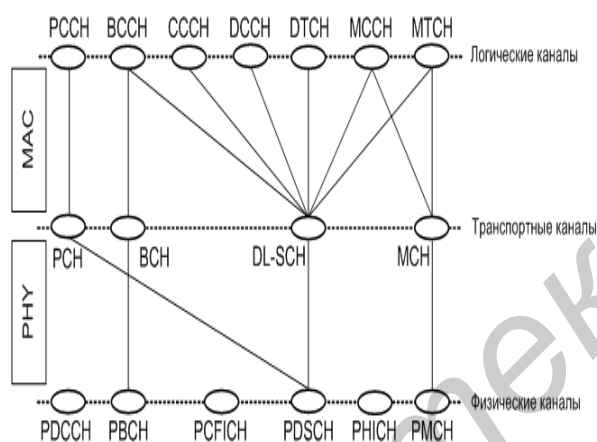 PCCH BCCH CCCH DCCH DTCH MCCH MTCH
Логические каналы
MAC
Транспортные каналы
PCH BCH DL-SCH MCH
PHY
Физические каналы
PDCCH PBCH PCFICH PDSCH PHICH PMCH
тек